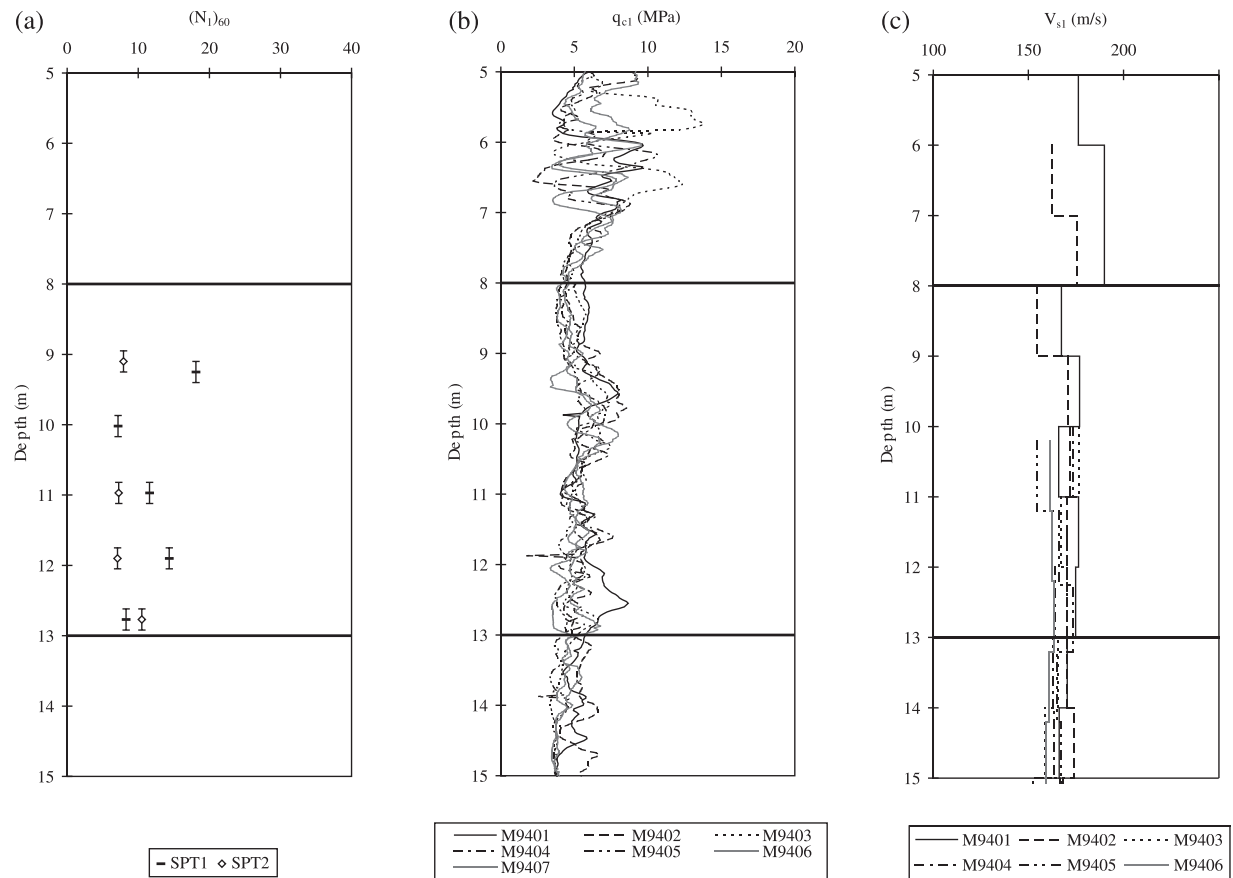 (a)
(N1)60
0 10 20 30 40
5
6
7
8
9
10
11
12
13
14
15
Depth (m)
SPT1 SPT2
(b)
qc1 (MPa)
0 5 10 15 20
5
6
7
8
9
10
11
12
13
14
15
Depth (m)
M9401 M9402 M9403
M9404 M9405 M9406
M9407
(c)
Vs1 (m/s)
100 150 200
5
6
7
8
9
10
11
12
13
14
15
Depth (m)
M9401 M9402 M9403
M9404 M9405 M9406